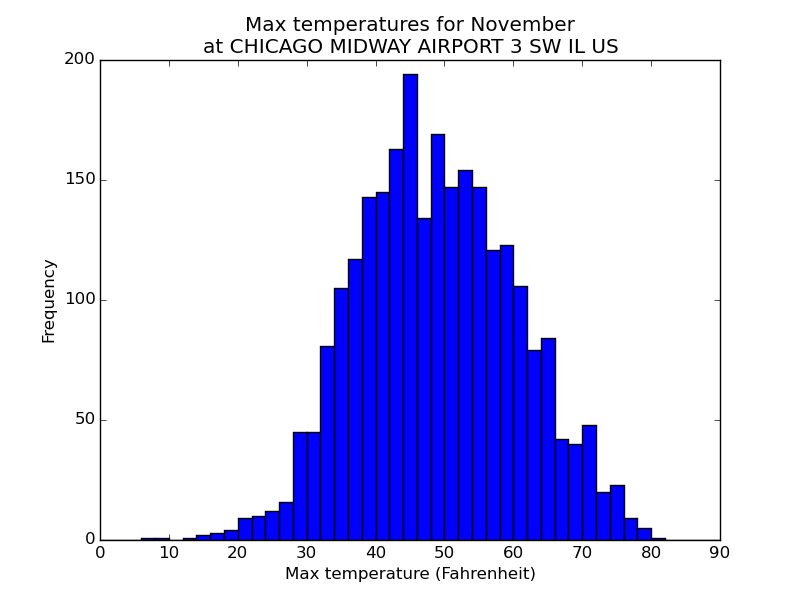 Max temperatures for November
at CHICAGO MIDWAY AIRPORT 3 SW IL US
200
150
100
50
0
Frequency
0 10 20 30 40 50 60 70 80 90
Max temperature (Fahrenheit)